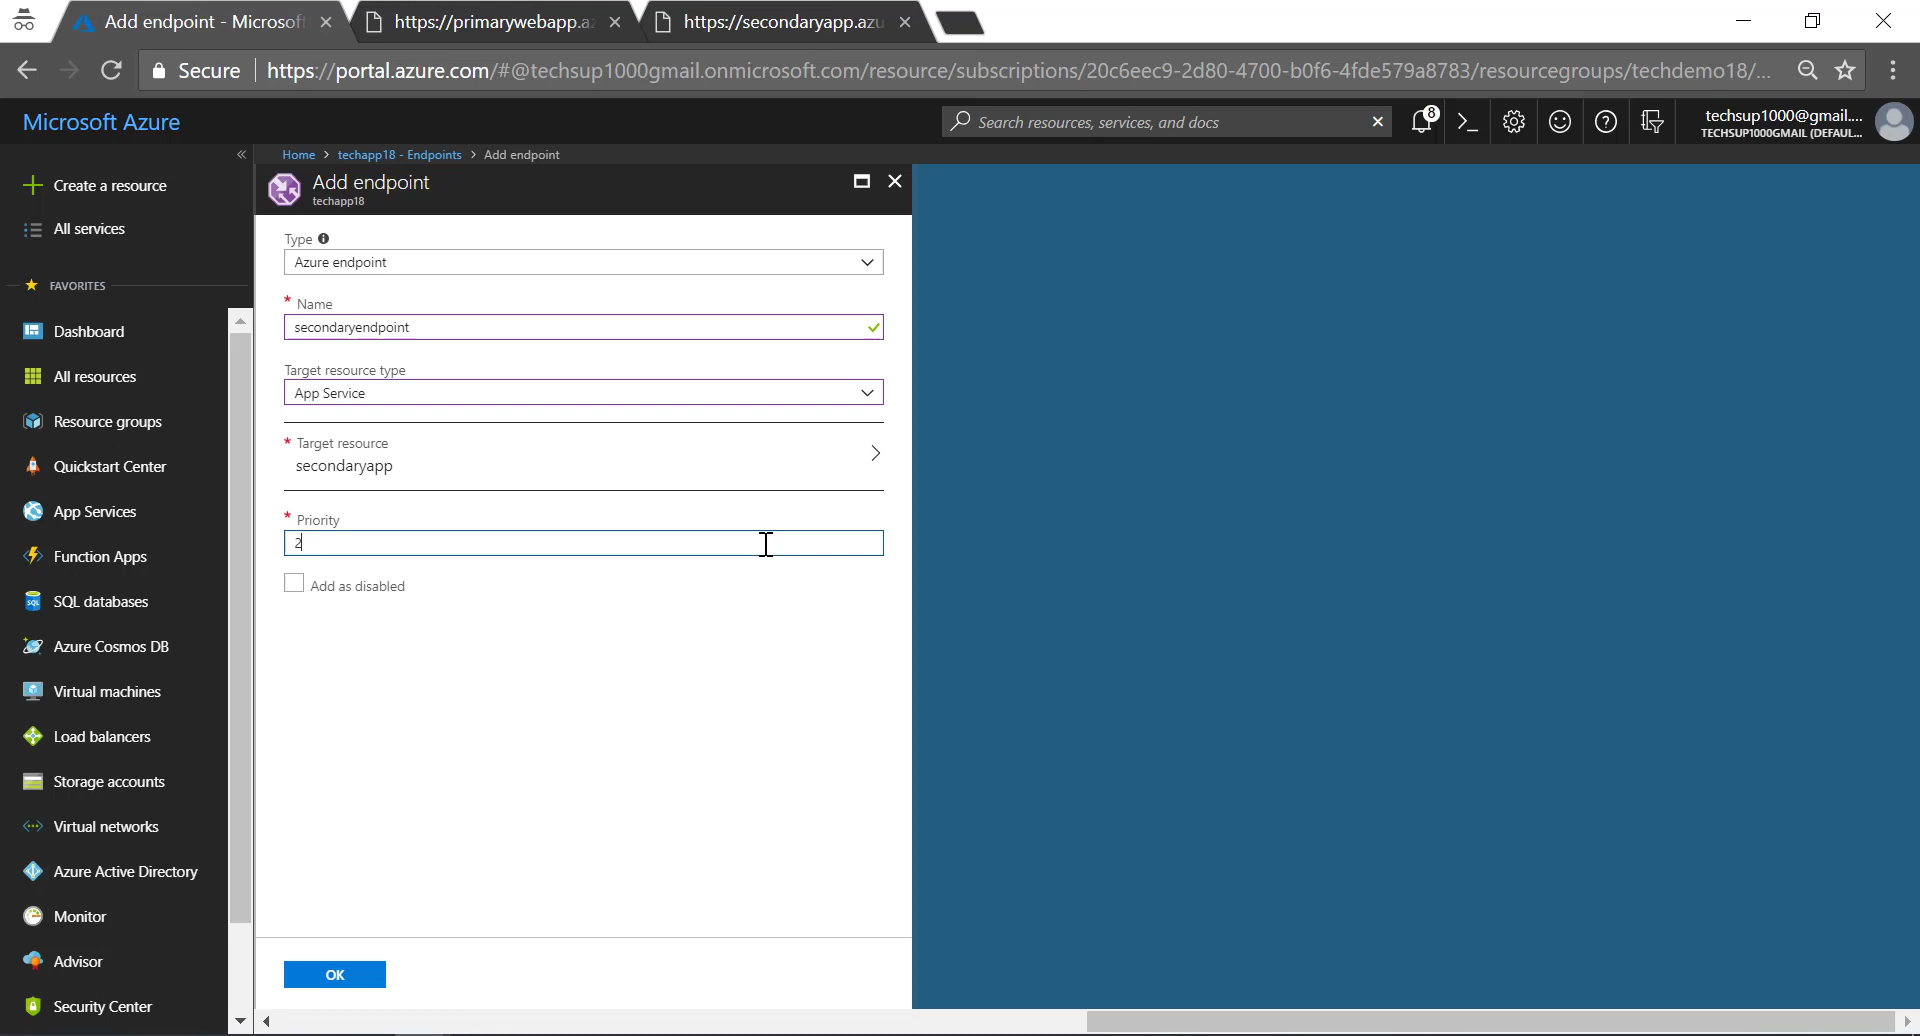 Add endpoint - Microsoft
https://primarywebapp.az
https://secondaryapp.azu
Secure
https://portal.azure.com/#@techsup1000gmail.onmicrosoft.com/resource/subscriptions/20c6eec9-2d80-4700-b0f6-4fde579a8783/resourcegroups/techdemo18/...
Microsoft Azure
Search resources, services, and docs
8
techsup1000@gmail....
TECHSUP1000GMAIL (DEFAUL...
Home > techapp18 - Endpoints > Add endpoint
Create a resource
All services
FAVORITES
Dashboard
All resources
Resource groups
Quickstart Center
App Services
Function Apps
SQL databases
Azure Cosmos DB
Virtual machines
Load balancers
Storage accounts
Virtual networks
Azure Active Directory
Monitor
Advisor
Security Center
Add endpoint
techapp18
Type
Azure endpoint
* Name
secondaryendpoint
Target resource type
App Service
* Target resource
secondaryapp
* Priority
2
Add as disabled
OK